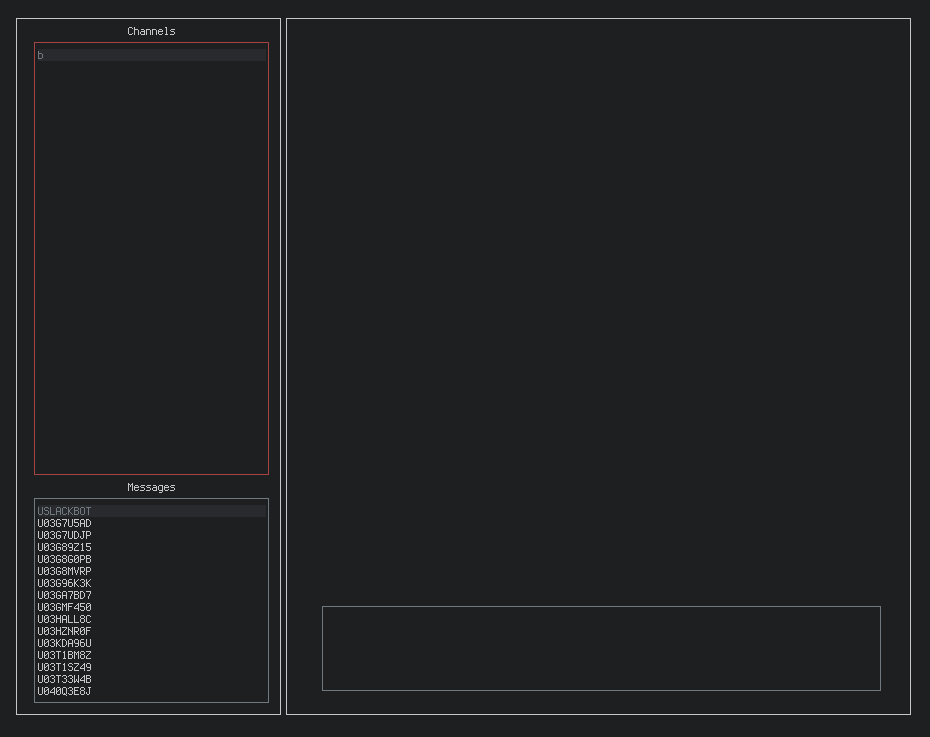 Channels
b
Messages
USLACKBOT
U03G7U5AD
U03G7UDJP
U03G89Z15
U03G8G0PB
U03G8MVRP
U03G96K3K
U03GA7BD7
U03GMF450
U03HALL8C
U03HZNR0F
U03KDA96U
U03T1BM8Z
U03T1SZ49
U03T33W4B
U040Q3E8J